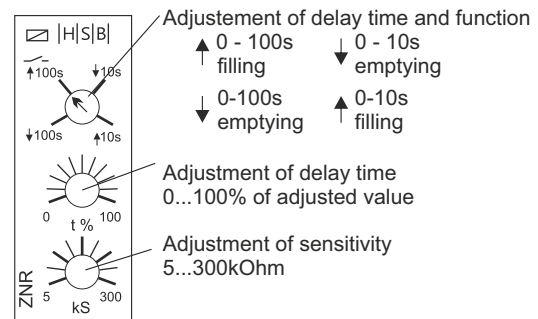 Adjustement of delay time and function
|H|S|B|
↑ 0 - 100s ↓ 0 - 10s
filling emptying
↑100s ↓10s
↓ 0-100s ↑ 0-10s
emptying filling
↓100s ↑10s
Adjustment of delay time
0...100% of adjusted value
0 100
t %
Adjustment of sensitivity
5...300kOhm
ZNR
5 300
kS